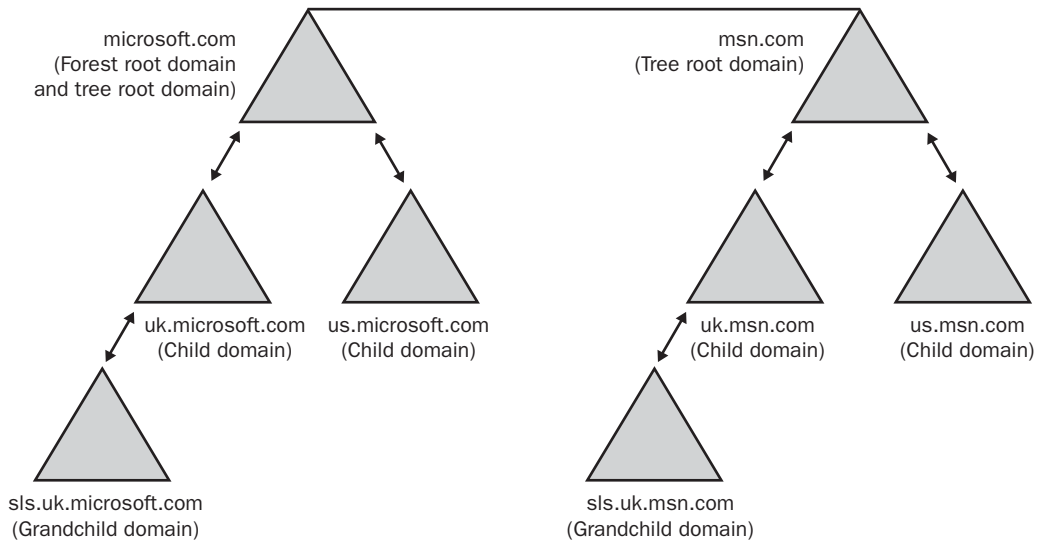 microsoft.com
(Forest root domain
and tree root domain)
msn.com
(Tree root domain)
uk.microsoft.com
(Child domain)
us.microsoft.com
(Child domain)
uk.msn.com
(Child domain)
us.msn.com
(Child domain)
sls.uk.microsoft.com
(Grandchild domain)
sls.uk.msn.com
(Grandchild domain)